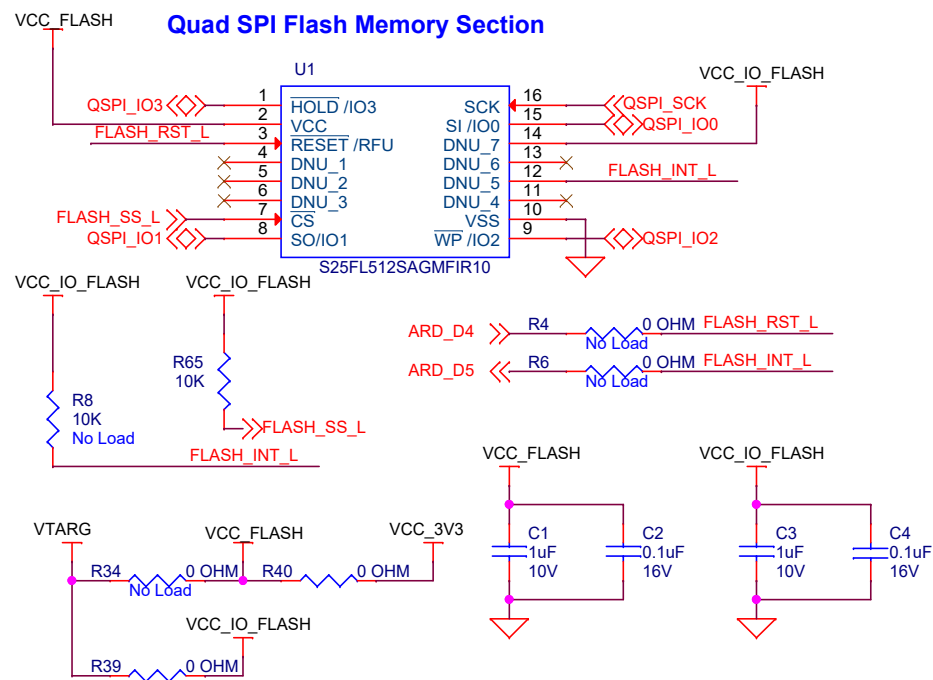 VCC_FLASH
Quad SPI Flash Memory Section
U1
VCC_IO_FLASH
QSPI_IO3 1 HOLD /IO3 SCK 16 QSPI_SCK
2 VCC SI /IO0 15 QSPI_IO0
FLASH_RST_L 3 RESET /RFU DNU_7 14
4 DNU_1 DNU_6 13
5 DNU_2 DNU_5 12 FLASH_INT_L
6 DNU_3 DNU_4 11
FLASH_SS_L 7 CS VSS 10
QSPI_IO1 8 SO/IO1 WP /IO2 9 QSPI_IO2
S25FL512SAGMFIR10
VCC_IO_FLASH
R8
10K
No Load
FLASH_INT_L
VCC_IO_FLASH
R65
10K
FLASH_SS_L
ARD_D4 R4 0 OHM FLASH_RST_L
No Load
ARD_D5 R6 0 OHM FLASH_INT_L
No Load
VTARG
VCC_FLASH
VCC_3V3
R34 0 OHM R40 0 OHM
No Load
VCC_IO_FLASH
R39 0 OHM
VCC_FLASH
C1
1uF
10V
C2
0.1uF
16V
VCC_IO_FLASH
C3
1uF
10V
C4
0.1uF
16V